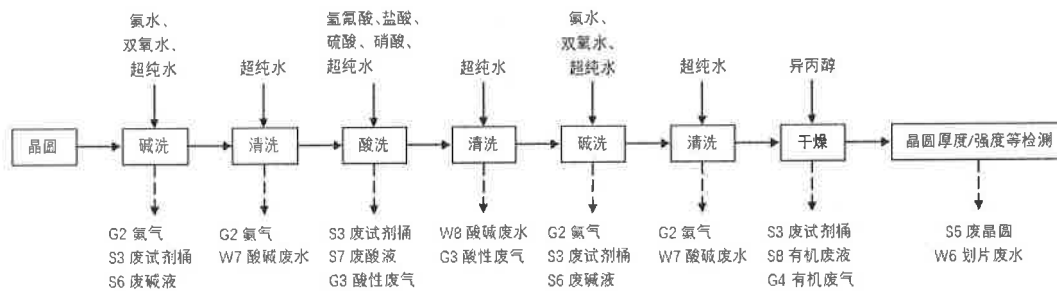 氨水、
双氧水、
超纯水
超纯水
氢氟酸、盐酸、
硫酸、硝酸、
超纯水
超纯水
氨水、
双氧水、
超纯水
超纯水
异丙醇
晶圆
碱洗
清洗
酸洗
清洗
碱洗
清洗
干燥
晶圆厚度/强度等检测
G2 氨气
S3 废试剂桶
S6 废碱液
G2 氨气
W7 酸碱废水
S3 废试剂桶
S7 废酸液
G3 酸性废气
W8 酸碱废水
G3 酸性废气
G2 氨气
S3 废试剂桶
S6 废碱液
G2 氨气
W7 酸碱废水
S3 废试剂桶
S8 有机废液
G4 有机废气
S5 废晶圆
W6 划片废水